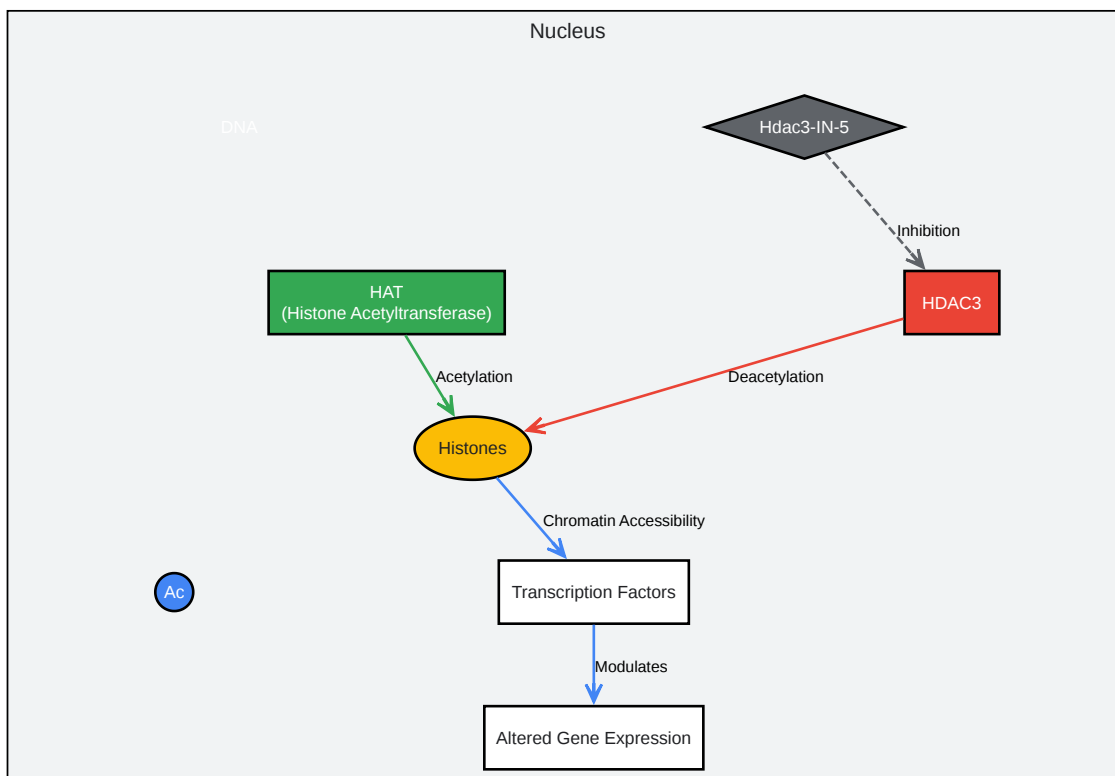 Nucleus
DNA
Hdac3-IN-5
Inhibition
HAT
(Histone Acetyltransferase)
HDAC3
Acetylation
Deacetylation
Histones
Chromatin Accessibility
Ac
Transcription Factors
Modulates
Altered Gene Expression